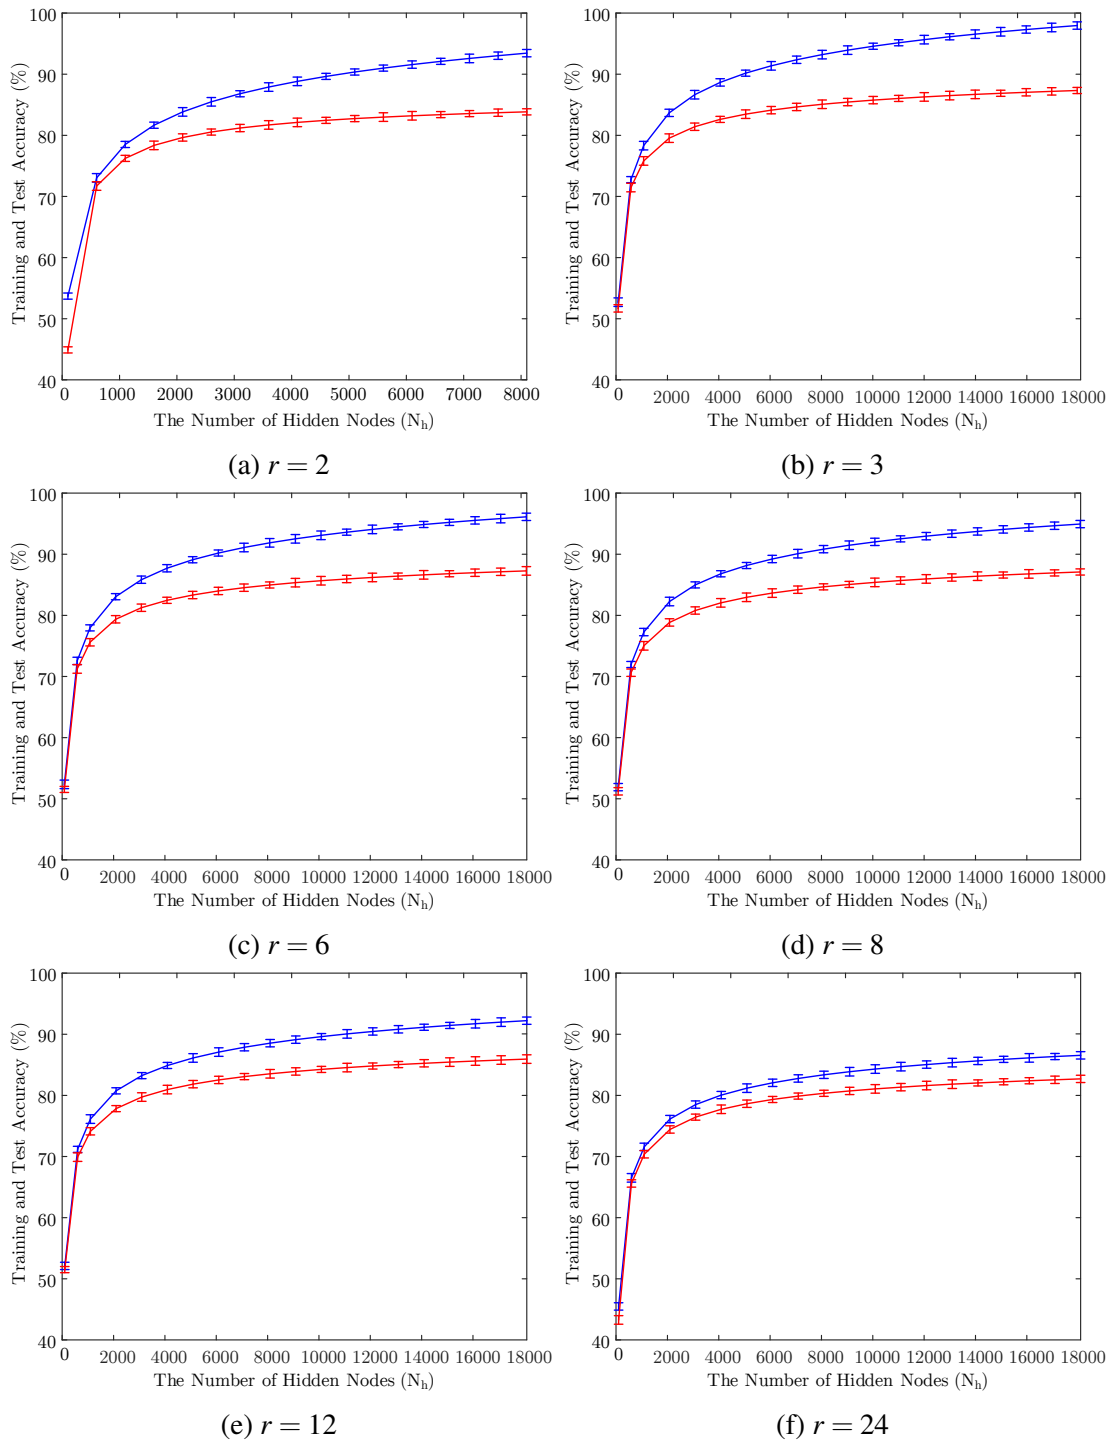 100
90
80
70
60
50
40
Training and Test Accuracy (%)
0 1000 2000 3000 4000 5000 6000 7000 8000
The Number of Hidden Nodes (Nₕ)
(a) r = 2
100
90
80
70
60
50
40
Training and Test Accuracy (%)
0 2000 4000 6000 8000 10000 12000 14000 16000 18000
The Number of Hidden Nodes (Nₕ)
(b) r = 3
100
90
80
70
60
50
40
Training and Test Accuracy (%)
0 2000 4000 6000 8000 10000 12000 14000 16000 18000
The Number of Hidden Nodes (Nₕ)
(c) r = 6
100
90
80
70
60
50
40
Training and Test Accuracy (%)
0 2000 4000 6000 8000 10000 12000 14000 16000 18000
The Number of Hidden Nodes (Nₕ)
(d) r = 8
100
90
80
70
60
50
40
Training and Test Accuracy (%)
0 2000 4000 6000 8000 10000 12000 14000 16000 18000
The Number of Hidden Nodes (Nₕ)
(e) r = 12
100
90
80
70
60
50
40
Training and Test Accuracy (%)
0 2000 4000 6000 8000 10000 12000 14000 16000 18000
The Number of Hidden Nodes (Nₕ)
(f) r = 24